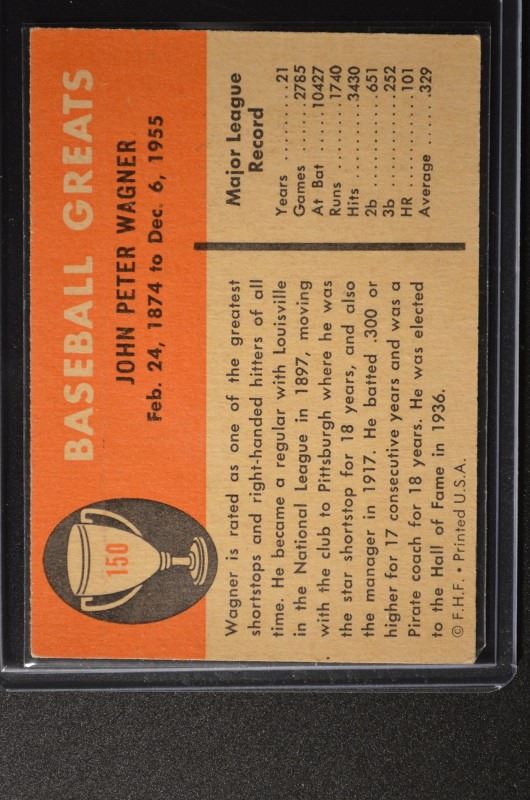 BASEBALL GREATS
JOHN PETER WAGNER
Feb. 24, 1874 to Dec. 6, 1955
150
Wagner is rated as one of the greatest
shortstops and right-handed hitters of all
time. He became a regular with Louisville
in the National League in 1897, moving
with the club to Pittsburgh where he was
the star shortstop for 18 years, and also
the manager in 1917. He batted .300 or
higher for 17 consecutive years and was a
Pirate coach for 18 years. He was elected
to the Hall of Fame in 1936.
© F.H.F. • Printed U.S.A.
Major League
Record
Years .........21
Games ......2785
At Bat .....10427
Runs .......1740
Hits ........3430
2b ..........651
3b ..........252
HR ..........101
Average ......329